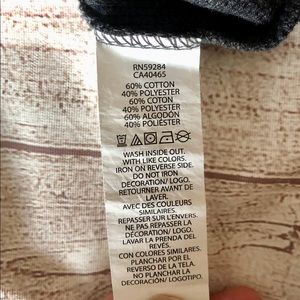 RN59284
CA40465
60% COTTON
40% POLYESTER
60% COTON
40% POLYESTER
60% ALGODÓN
40% POLIÉSTER
WASH INSIDE OUT.
WITH LIKE COLORS.
IRON ON REVERSE SIDE.
DO NOT IRON
DECORATION/ LOGO.
RETOURNER AVANT DE
LAVER.
AVEC DES COULEURS
SIMILAIRES.
REPASSER SUR L'ENVERS.
NE PAS REPASSER
DECORATION/ LOGO.
LAVAR LA PRENDA DEL
REVÉS.
CON COLORES SIMILARES.
PLANCHAR POR EL
REVERSO DE LA TELA.
NO PLANCHAR LA
DECORACIÓN/LOGOTIPO.